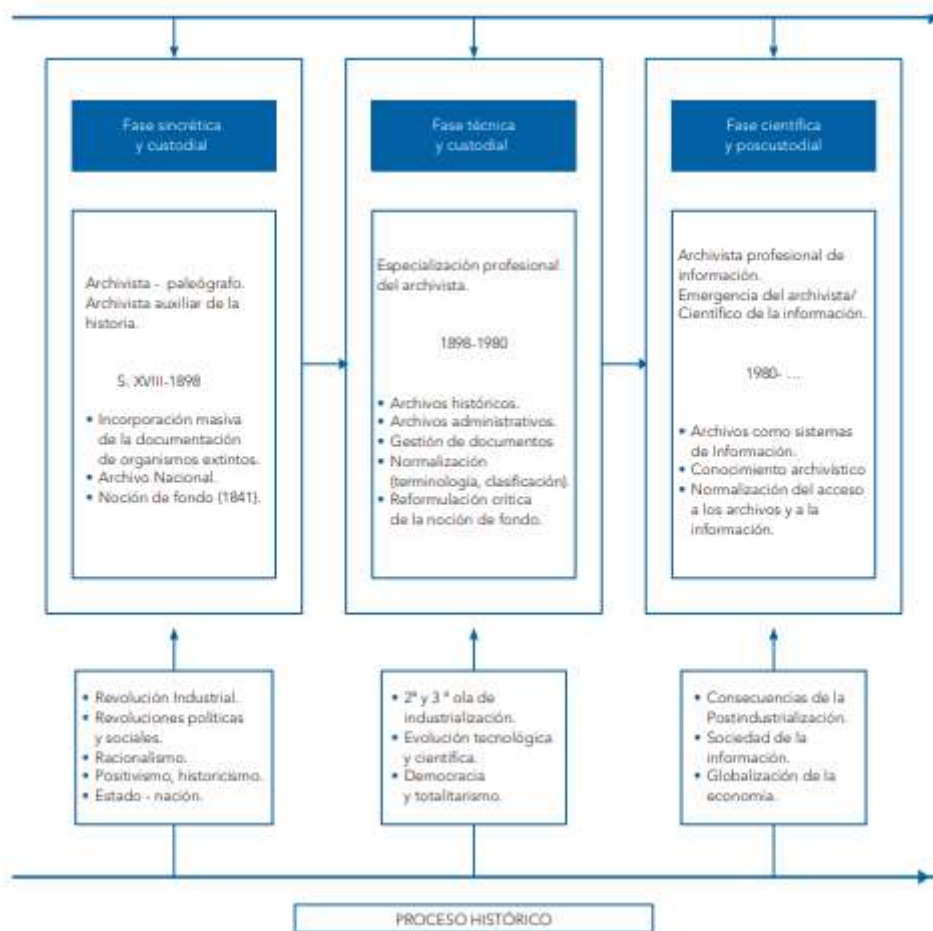 Fase sincrética
y custodial
Archivista - paleógrafo.
Archivista auxiliar de la
historia.
S. XVIII-1898
• Incorporación masiva
de la documentación
de organismos extintos.
• Archivo Nacional.
• Noción de fondo (1841).
• Revolución Industrial.
• Revoluciones políticas
y sociales.
• Racionalismo.
• Positivismo, historicismo.
• Estado - nación.
Fase técnica
y custodial
Especialización profesional
del archivista.
1898-1980
• Archivos históricos.
• Archivos administrativos.
• Gestión de documentos
• Normalización
(terminología, clasificación)
• Reformulación crítica
de la noción de fondo.
• 2ª y 3 ª ola de
industrialización.
• Evolución tecnológica
y científica.
• Democracia
y totalitarismo.
Fase científica
y poscustodial
Archivista profesional de
información.
Emergencia del archivista/
Científico de la información.
1980- ...
• Archivos como sistemas
de Información.
• Conocimiento archivístico
• Normalización del acceso
a los archivos y a la
información.
• Consecuencias de la
Postindustrialización.
• Sociedad de la
información.
• Globalización de la
economía.
PROCESO HISTÓRICO